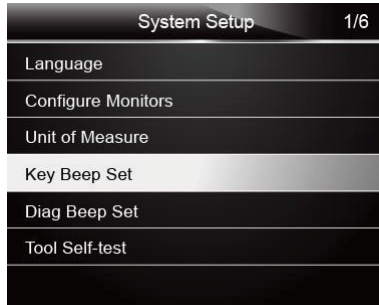 System Setup 1/6
Language
Configure Monitors
Unit of Measure
Key Beep Set
Diag Beep Set
Tool Self-test